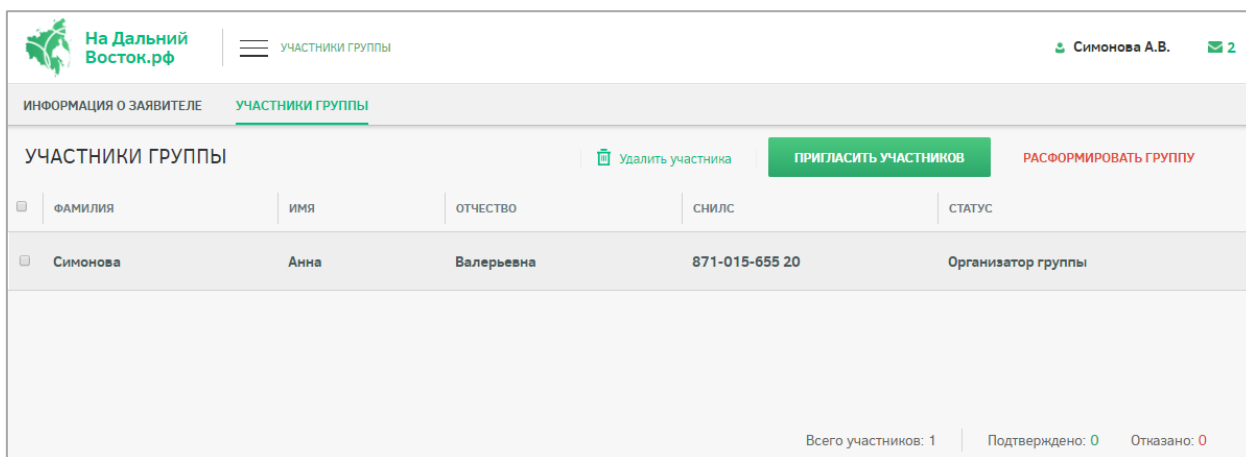 На Дальний
Восток.рф
УЧАСТНИКИ ГРУППЫ
Симонова А.В.
2
ИНФОРМАЦИЯ О ЗАЯВИТЕЛЕ УЧАСТНИКИ ГРУППЫ
УЧАСТНИКИ ГРУППЫ Удалить участника ПРИГЛАСИТЬ УЧАСТНИКОВ РАСФОРМИРОВАТЬ ГРУППУ
ФАМИЛИЯ ИМЯ ОТЧЕСТВО СНИЛС СТАТУС
Симонова Анна Валерьевна 871-015-655 20 Организатор группы
Всего участников: 1 Подтверждено: 0 Отказано: 0